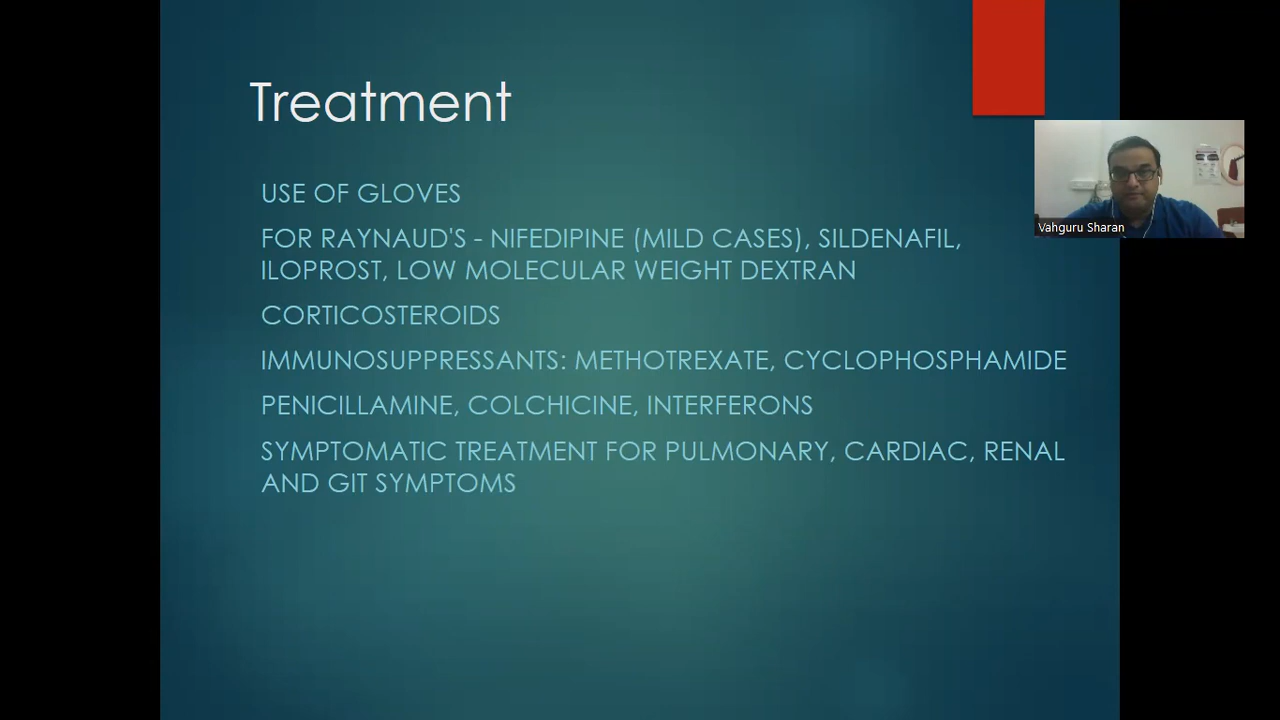 Treatment
USE OF GLOVES
FOR RAYNAUD'S - NIFEDIPINE (MILD CASES), SILDENAFIL,
ILOPROST, LOW MOLECULAR WEIGHT DEXTRAN
CORTICOSTEROIDS
IMMUNOSUPPRESSANTS: METHOTREXATE, CYCLOPHOSPHAMIDE
PENICILLAMINE, COLCHICINE, INTERFERONS
SYMPTOMATIC TREATMENT FOR PULMONARY, CARDIAC, RENAL
AND GIT SYMPTOMS
Vahguru Sharan